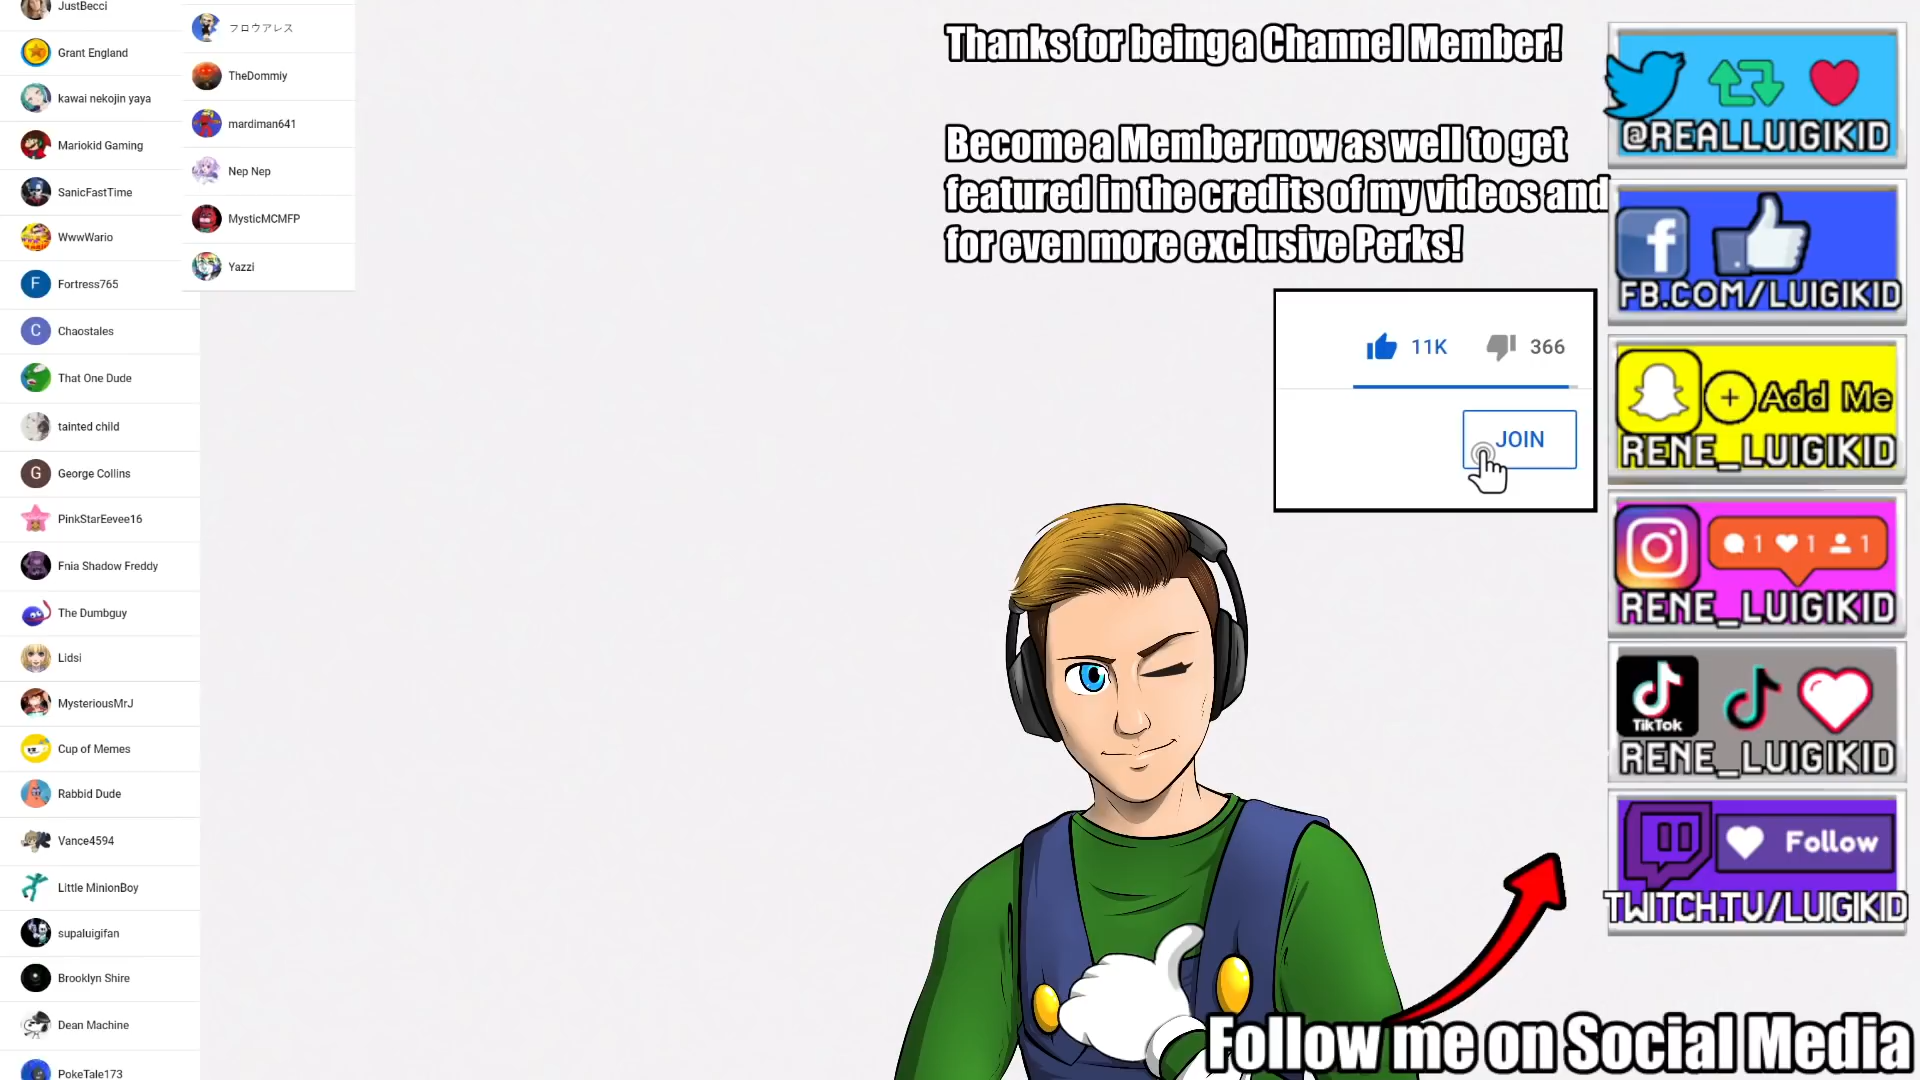 JustBecci
Grant England
kawai nekojin yaya
Mariokid Gaming
SanicFastTime
WwwWario
F
Fortress765
C
Chaostales
That One Dude
tainted child
G
George Collins
PinkStarEevee16
Fnia Shadow Freddy
The Dumbguy
Lidsi
MysteriousMrJ
Cup of Memes
Rabbid Dude
Vance4594
Little MinionBoy
supaluigifan
Brooklyn Shire
Dean Machine
PokeTale173
フロウアレス
TheDommiy
mardiman641
Nep Nep
MysticMCMFP
Yazzi
Thanks for being a Channel Member!
Become a Member now as well to get
featured in the credits of my videos and
for even more exclusive Perks!
11K 366
JOIN
@REALLUIGIKID
f
FB.COM/LUIGIKID
+ Add Me
RENE_LUIGIKID
1 1 1
RENE_LUIGIKID
TikTok
RENE_LUIGIKID
Follow
TWITCH.TV/LUIGIKID
Follow me on Social Media